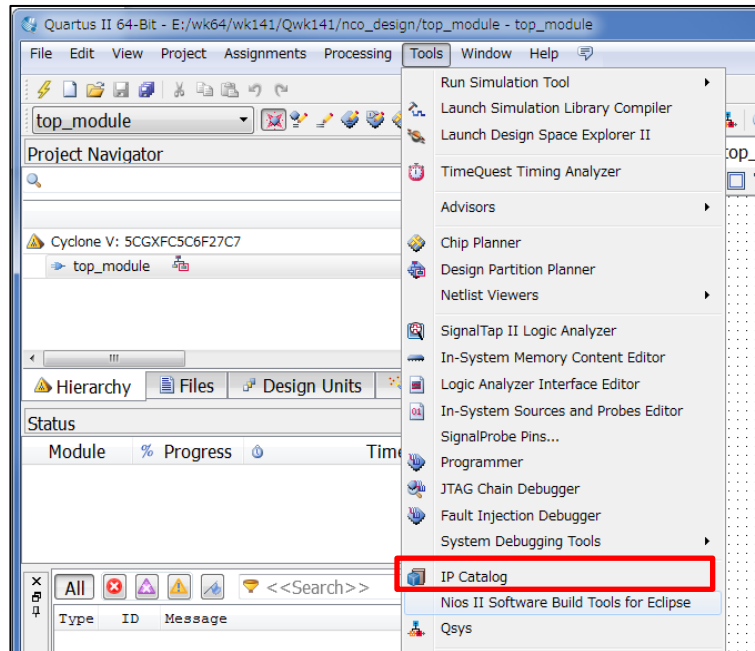 Quartus II 64-Bit - E:/wk64/wk141/Qwk141/nco_design/top_module - top_module
File Edit View Project Assignments Processing Tools Window Help
top_module
Project Navigator
Cyclone V: 5CGXFC5C6F27C7
top_module
Hierarchy Files Design Units
Status
Module % Progress
All <<Search>>
Type ID Message
Run Simulation Tool
Launch Simulation Library Compiler
Launch Design Space Explorer II
TimeQuest Timing Analyzer
Advisors
Chip Planner
Design Partition Planner
Netlist Viewers
SignalTap II Logic Analyzer
In-System Memory Content Editor
Logic Analyzer Interface Editor
In-System Sources and Probes Editor
SignalProbe Pins...
Programmer
JTAG Chain Debugger
Fault Injection Debugger
System Debugging Tools
IP Catalog
Nios II Software Build Tools for Eclipse
Qsys